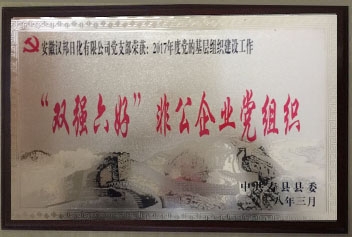 安徽汉邦日化有限公司党支部荣获：2017年度党的基层组织建设工作
“双强六好”非公企业党组织
中共寿县县委
八年三月